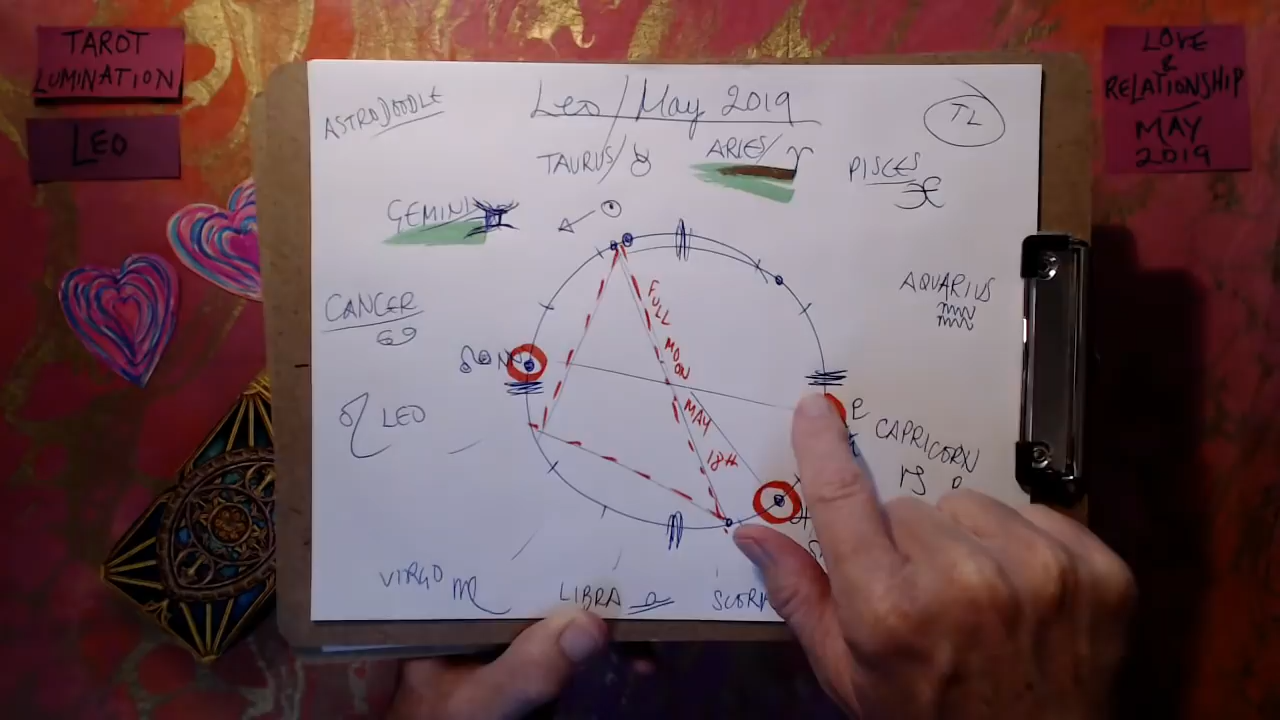 TAROT
LUMINATION
LEO
LOVE
&
RELATIONSHIP
MAY
2019
ASTRODOODLE
Leo/May 2019
TL
TAURUS/♉
ARIES/♈
PISCES
♓
GEMINI ♊
CANCER
♋
AQUARIUS
♒
♌ LEO
CAPRICORN
♑
FULL
MOON
MAY
18th
VIRGO ♍
LIBRA ♎